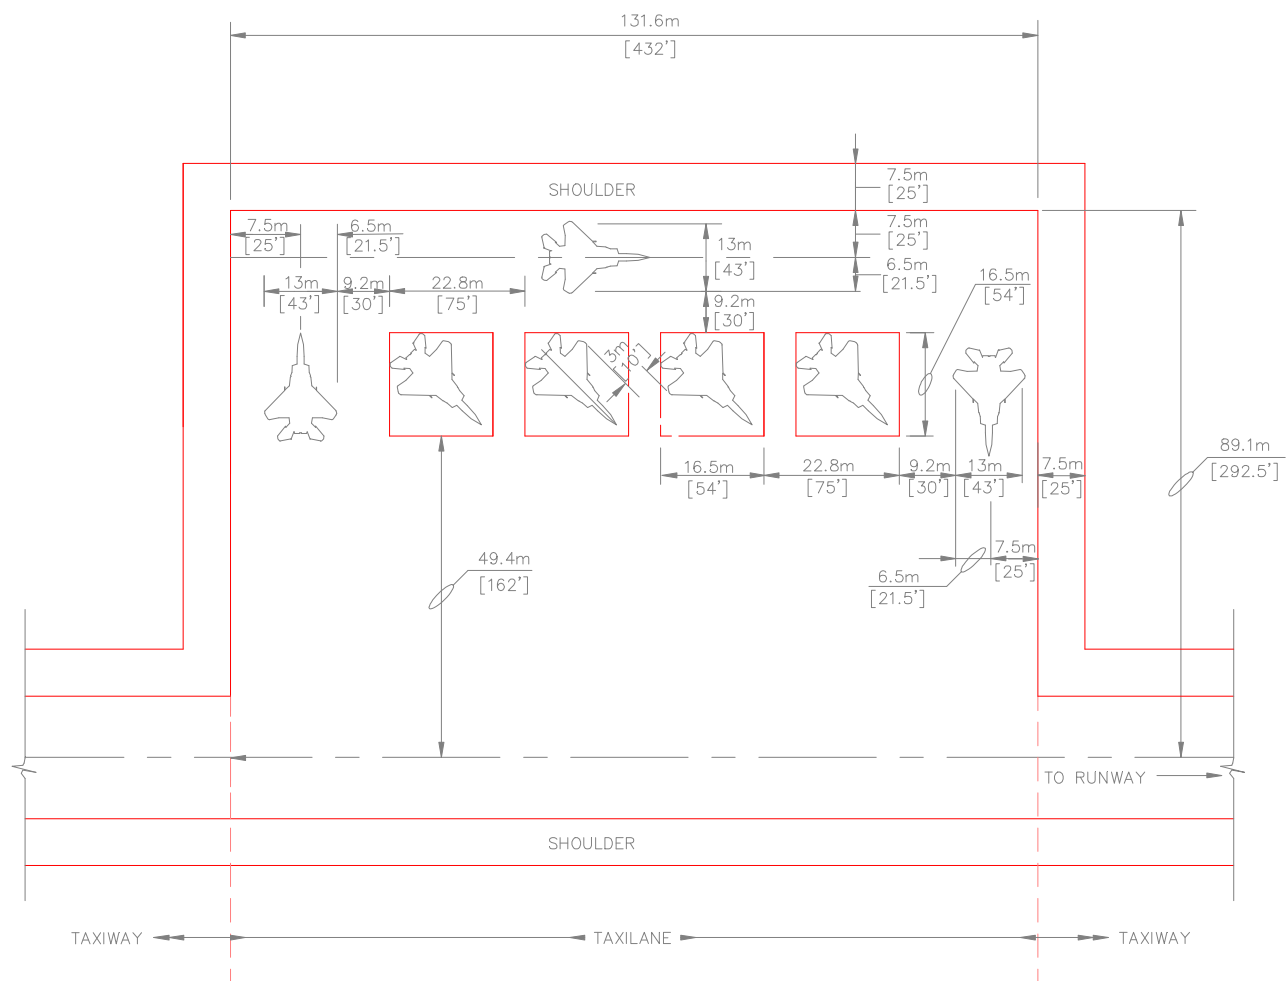 131.6m
[432']
SHOULDER
7.5m
[25']
7.5m
[25']
6.5m
[21.5']
7.5m
[25']
6.5m
[21.5']
13m
[43']
13m
[43']
9.2m
[30']
22.8m
[75']
9.2m
[30']
16.5m
[54']
3m
[10']
16.5m
[54']
22.8m
[75']
9.2m
[30']
13m
[43']
7.5m
[25']
89.1m
[292.5']
49.4m
[162']
7.5m
[25']
6.5m
[21.5']
TO RUNWAY
SHOULDER
TAXIWAY
TAXILANE
TAXIWAY